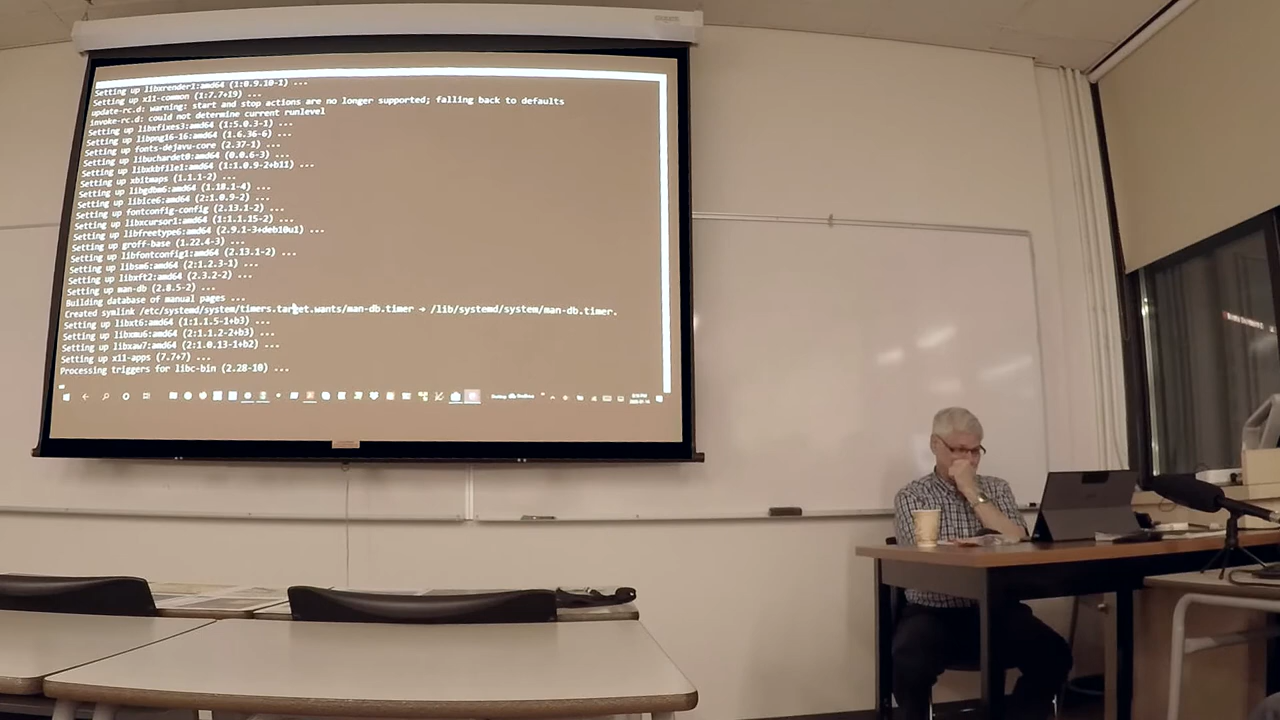 Setting up libxrender1:amd64 (1:0.9.10-1) ...
Setting up x11-common (1:7.7+19) ...
update-rc.d: warning: start and stop actions are no longer supported; falling back to defaults
invoke-rc.d: could not determine current runlevel
Setting up libxfixes3:amd64 (1:5.0.3-1) ...
Setting up libpng16-16:amd64 (1.6.36-6) ...
Setting up fonts-dejavu-core (2.37-1) ...
Setting up libuchardet0:amd64 (0.0.6-3) ...
Setting up libxkbfile1:amd64 (1:1.0.9-2+b11) ...
Setting up xbitmaps (1.1.1-2) ...
Setting up libgdbm6:amd64 (1.18.1-4) ...
Setting up libice6:amd64 (2:1.0.9-2) ...
Setting up fontconfig-config (2.13.1-2) ...
Setting up libxcursor1:amd64 (1:1.1.15-2) ...
Setting up libfreetype6:amd64 (2.9.1-3+deb10u1) ...
Setting up groff-base (1.22.4-3) ...
Setting up libfontconfig1:amd64 (2.13.1-2) ...
Setting up libsm6:amd64 (2:1.2.3-1) ...
Setting up libxft2:amd64 (2.3.2-2) ...
Setting up man-db (2.8.5-2) ...
Building database of manual pages ...
Created symlink /etc/systemd/system/timers.target.wants/man-db.timer → /lib/systemd/system/man-db.timer.
Setting up libxt6:amd64 (1:1.1.5-1+b3) ...
Setting up libxmu6:amd64 (2:1.1.2-2+b3) ...
Setting up libxaw7:amd64 (2:1.0.13-1+b2) ...
Setting up x11-apps (7.7+7) ...
Processing triggers for libc-bin (2.28-10) ...